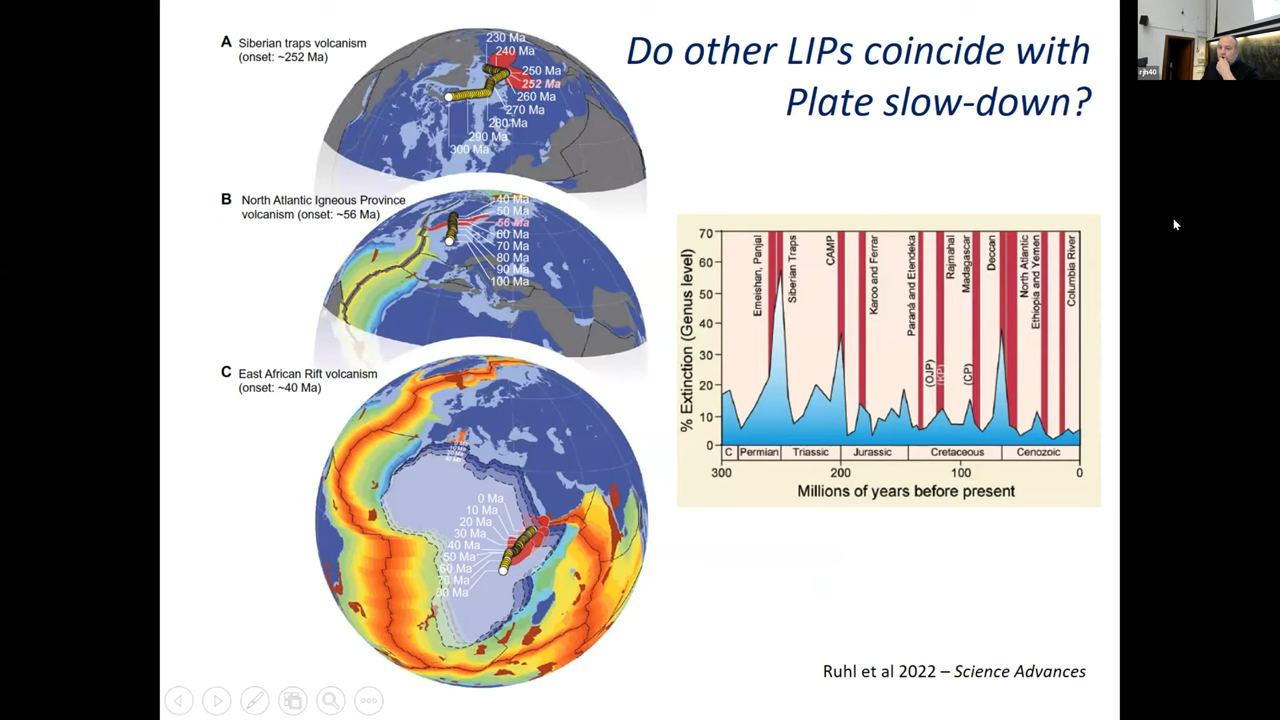 Do other LIPs coincide with
Plate slow-down?
A Siberian traps volcanism
(onset: ~252 Ma)
230 Ma
240 Ma
250 Ma
252 Ma
260 Ma
270 Ma
280 Ma
290 Ma
300 Ma
B North Atlantic Igneous Province
volcanism (onset: ~56 Ma)
40 Ma
50 Ma
56 Ma
60 Ma
70 Ma
80 Ma
90 Ma
100 Ma
C East African Rift volcanism
(onset: ~40 Ma)
0 Ma
10 Ma
20 Ma
30 Ma
40 Ma
50 Ma
60 Ma
70 Ma
80 Ma
% Extinction (Genus level)
70
60
50
40
30
20
10
0
Emeishan, Panjal
Siberian Traps
CAMP
Karoo and Ferrar
Paraná and Etendeka
(OJP)
(KP)
Rajmahal
Madagascar
(CP)
Deccan
North Atlantic
Ethiopia and Yemen
Columbia River
C Permian Triassic Jurassic Cretaceous Cenozoic
300 200 100 0
Millions of years before present
Ruhl et al 2022 – Science Advances
rjh40